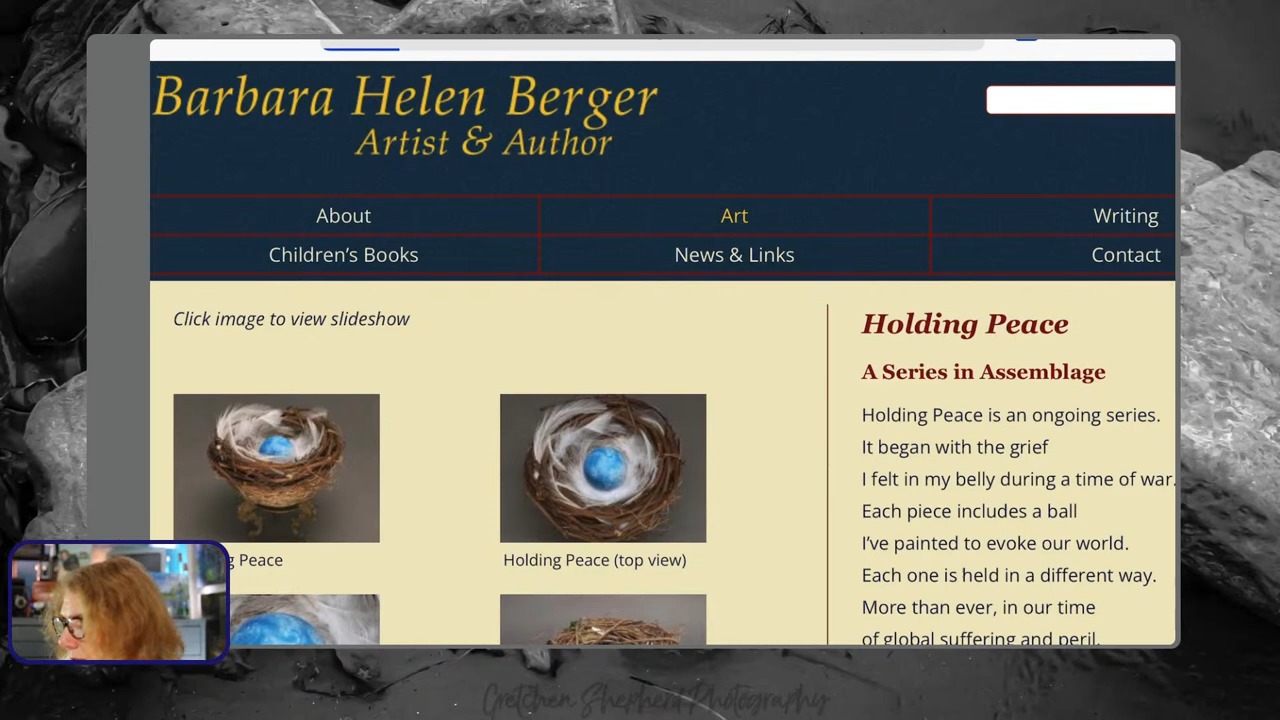 Barbara Helen Berger
Artist & Author
About
Art
Writing
Children's Books
News & Links
Contact
Click image to view slideshow
g Peace
Holding Peace (top view)
Holding Peace
A Series in Assemblage
Holding Peace is an ongoing series.
It began with the grief
I felt in my belly during a time of war.
Each piece includes a ball
I've painted to evoke our world.
Each one is held in a different way.
More than ever, in our time
of global suffering and peril,
Gretchen Shepherd Photography